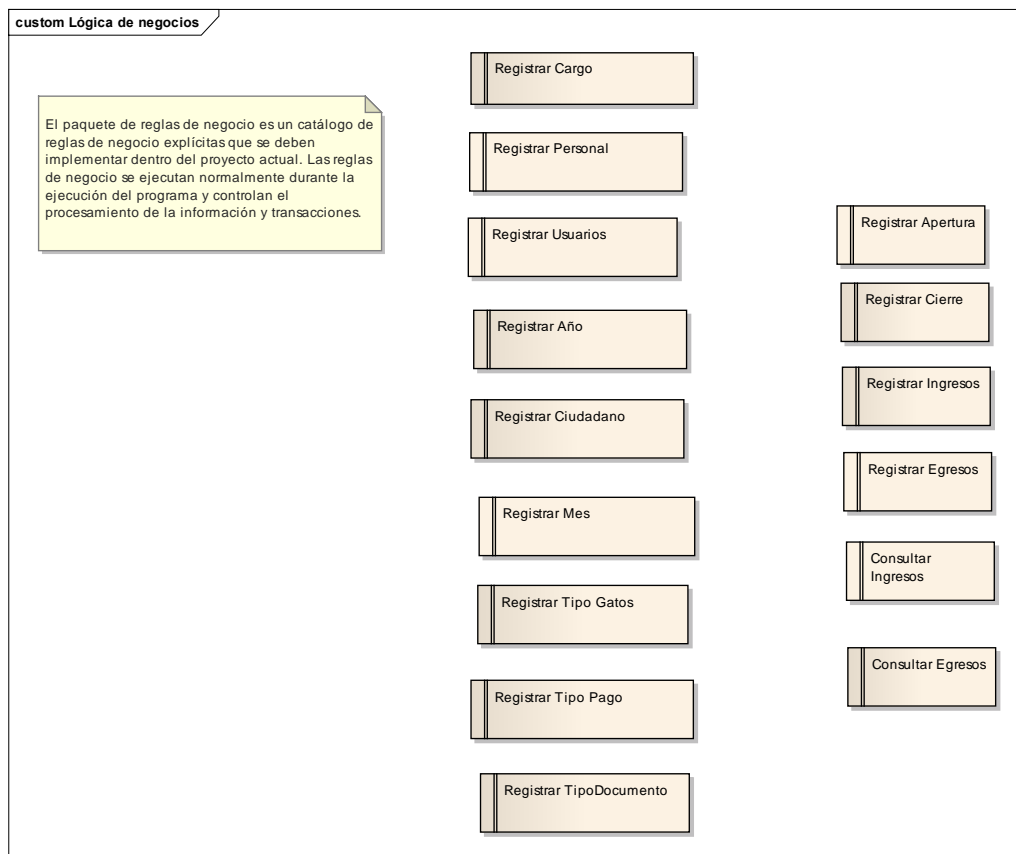 custom Lógica de negocios
El paquete de reglas de negocio es un catálogo de
reglas de negocio explícitas que se deben
implementar dentro del proyecto actual. Las reglas
de negocio se ejecutan normalmente durante la
ejecución del programa y controlan el
procesamiento de la información y transacciones.
Registrar Cargo
Registrar Personal
Registrar Usuarios
Registrar Año
Registrar Ciudadano
Registrar Mes
Registrar Tipo Gatos
Registrar Tipo Pago
Registrar TipoDocumento
Registrar Apertura
Registrar Cierre
Registrar Ingresos
Registrar Egresos
Consultar
Ingresos
Consultar Egresos